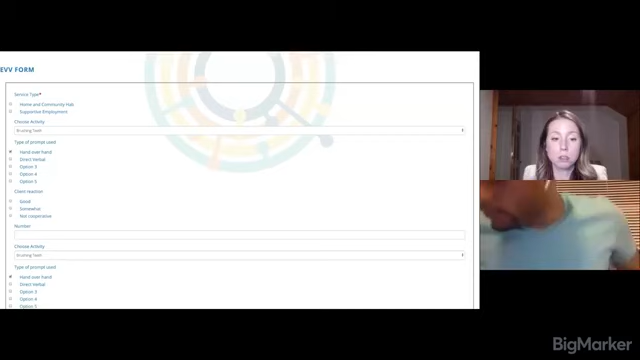 EVV FORM
Service Type*
Home and Community Hab
Supportive Employment
Choose Activity
Brushing Teeth
Type of prompt used
Hand-over hand
Direct Verbal
Option 3
Option 4
Option 5
Client reaction
Great
Somewhat
Not cooperative
Number
Choose Activity
Brushing Teeth
Type of prompt used
Hand-over hand
Direct Verbal
Option 3
Option 4
Option 5
BigMarker